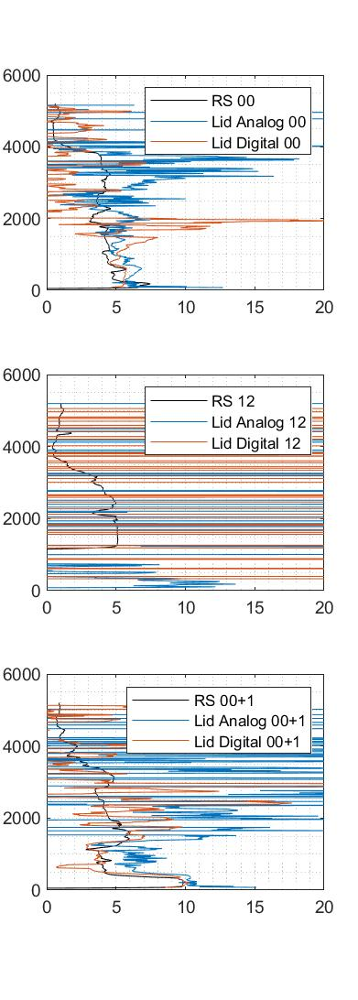 6000
RS 00
Lid Analog 00
Lid Digital 00
4000
2000
0
0 5 10 15 20
6000
RS 12
Lid Analog 12
Lid Digital 12
4000
2000
0
0 5 10 15 20
6000
RS 00+1
Lid Analog 00+1
Lid Digital 00+1
4000
2000
0
0 5 10 15 20